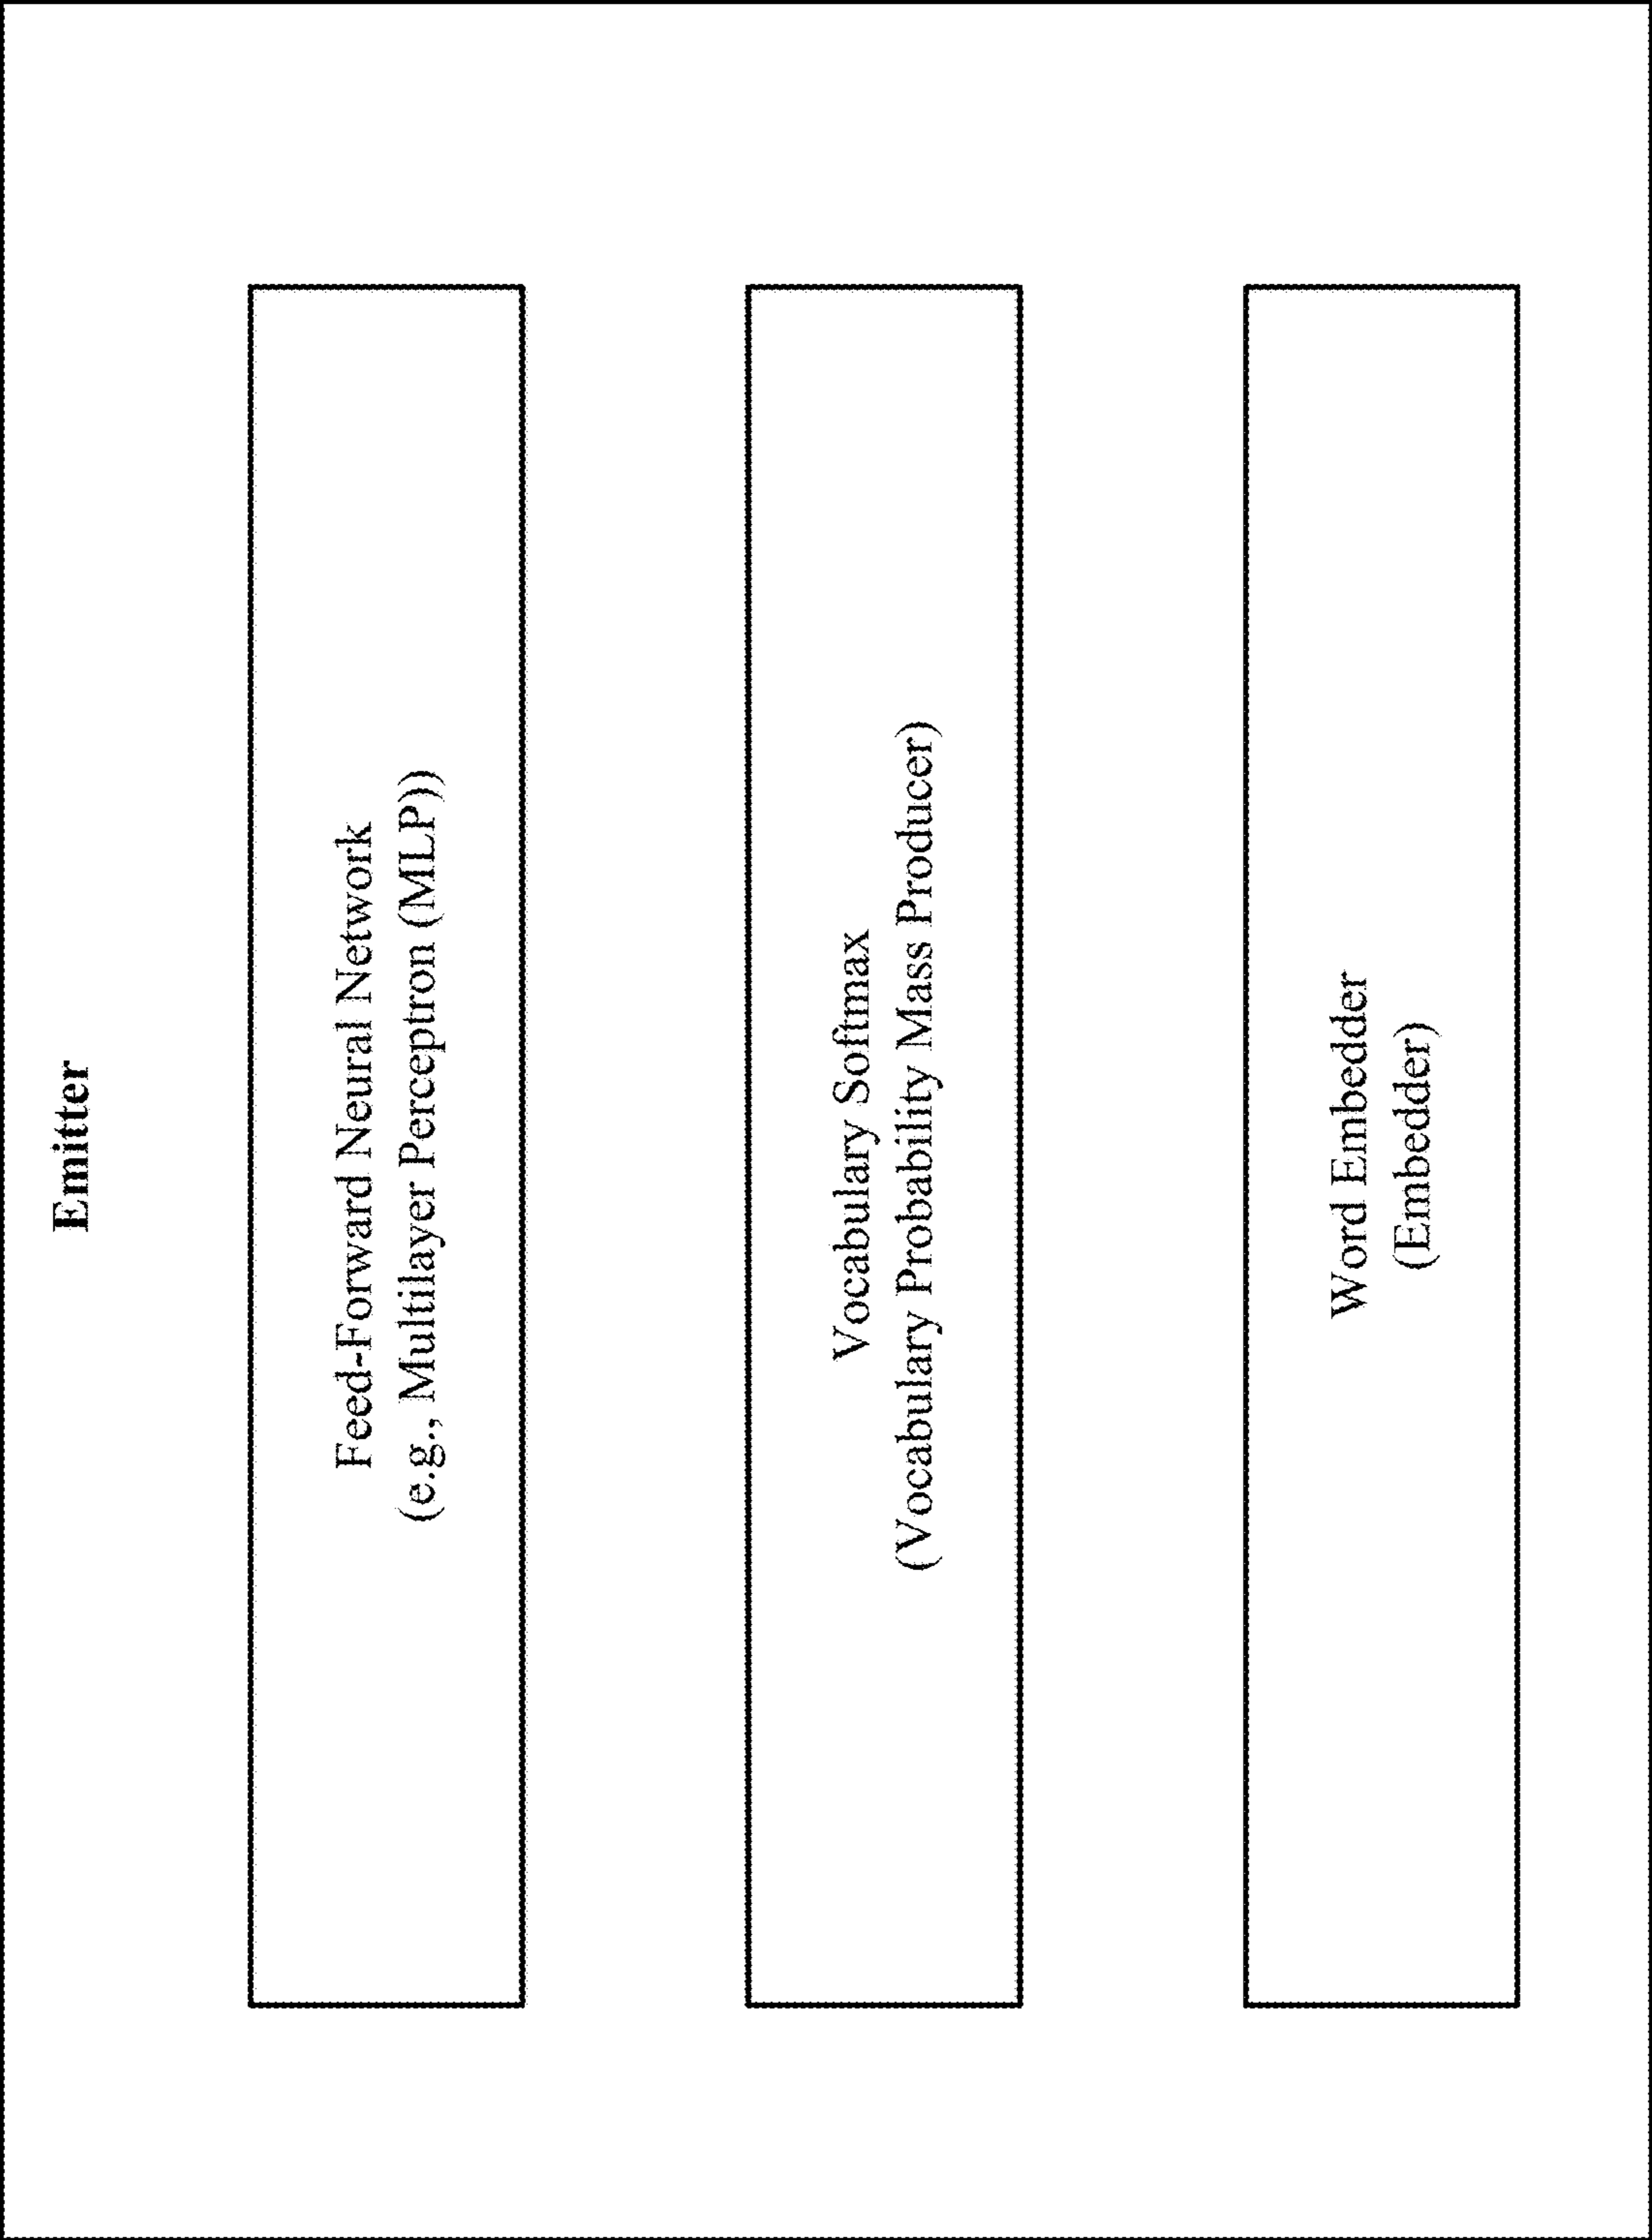 Emitter
Feed-Forward Neural Network
(e.g., Multilayer Perceptron (MLP))
Vocabulary Softmax
(Vocabulary Probability Mass Producer)
Word Embedder
(Embedder)